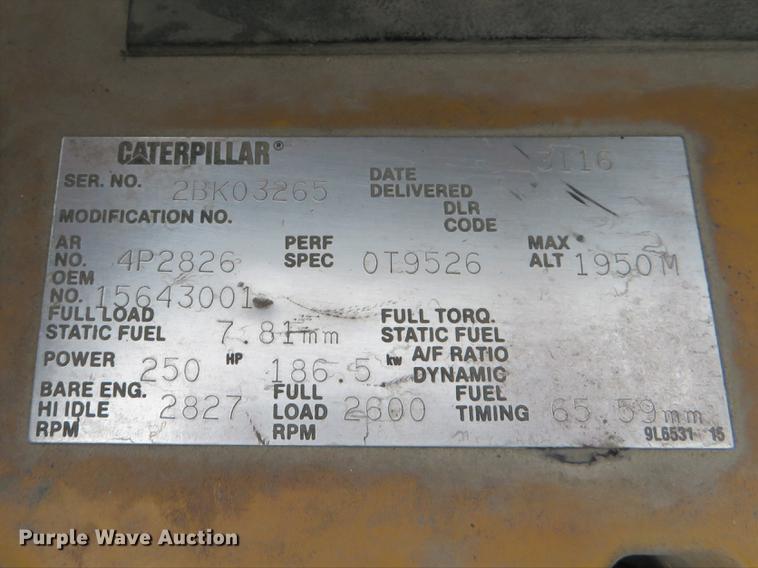 CATERPILLAR®
3116
SER. NO. 2BK03265 DATE DELIVERED
MODIFICATION NO. DLR CODE
AR NO. 4P2826 PERF SPEC 0T9526 MAX ALT 1950M
OEM NO. 15643001
FULL LOAD STATIC FUEL 7.81mm FULL TORQ. STATIC FUEL
POWER 250 HP 186.5 kw A/F RATIO DYNAMIC
BARE ENG. HI IDLE RPM 2827 FULL LOAD RPM 2600 FUEL TIMING 65.59mm
9L6531 15
Purple Wave Auction